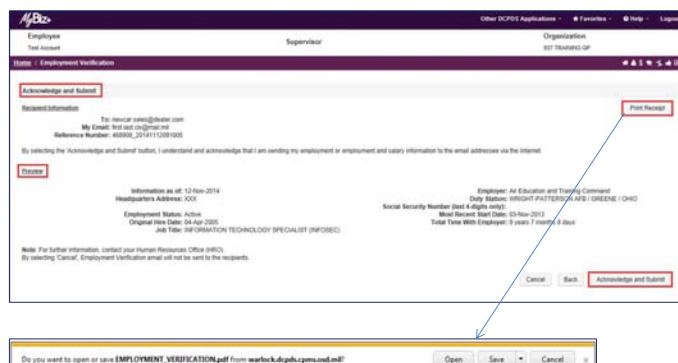 MyBiz+
Other DCPDS Applications Favorites Help Logout
Employee Supervisor Organization
Test Account 937 TRAINING GP
Home / Employment Verification
Acknowledge and Submit
Recipient Information Print Receipt
To: newcar.sales@dealer.com
My Email: first.last.civ@mail.mil
Reference Number: 468908_20141112081005
By selecting the 'Acknowledge and Submit' button, I understand and acknowledge that I am sending my employment or employment and salary information to the email addresses via the Internet.
Preview
Information as of: 12-Nov-2014 Employer: Air Education and Training Command
Headquarters Address: XXX Duty Station: WRIGHT-PATTERSON AFB / GREENE / OHIO
Social Security Number (last 4-digits only):
Employment Status: Active Most Recent Start Date: 03-Nov-2013
Original Hire Date: 04-Apr-2005 Total Time With Employer: 9 years 7 months 8 days
Job Title: INFORMATION TECHNOLOGY SPECIALIST (INFOSEC)
Note: For further information, contact your Human Resources Office (HRO).
By selecting 'Cancel', Employment Verification email will not be sent to the recipients.
Cancel Back Acknowledge and Submit
Do you want to open or save EMPLOYMENT_VERIFICATION.pdf from warlock.dcpds.cpms.osd.mil? Open Save Cancel x